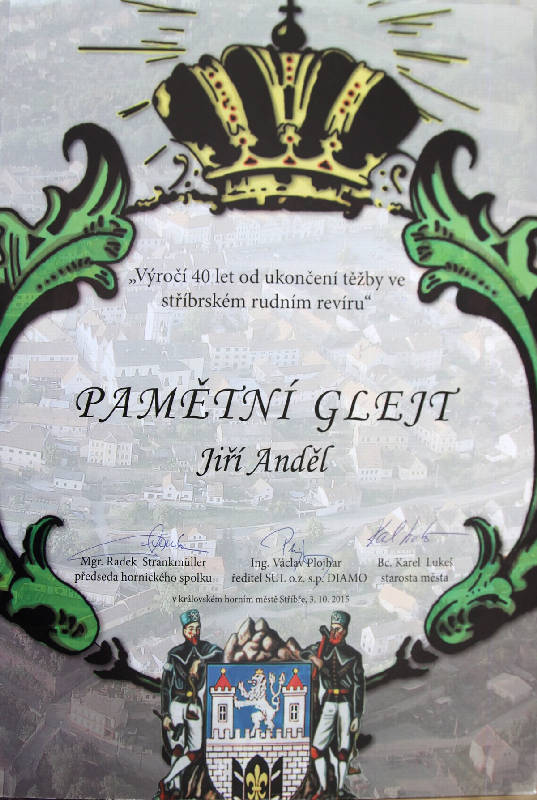 „Výročí 40 let od ukončení těžby ve
stříbrském rudním revíru“
PAMĚTNÍ GLEJT
Jiří Anděl
Mgr. Radek Strankmüller
předseda hornického spolku
Ing. Václav Plojhar
ředitel SUL o.z. s.p. DIAMO
Bc. Karel Lukeš
starosta města
v královském horním městě Stříbře, 3. 10. 2015